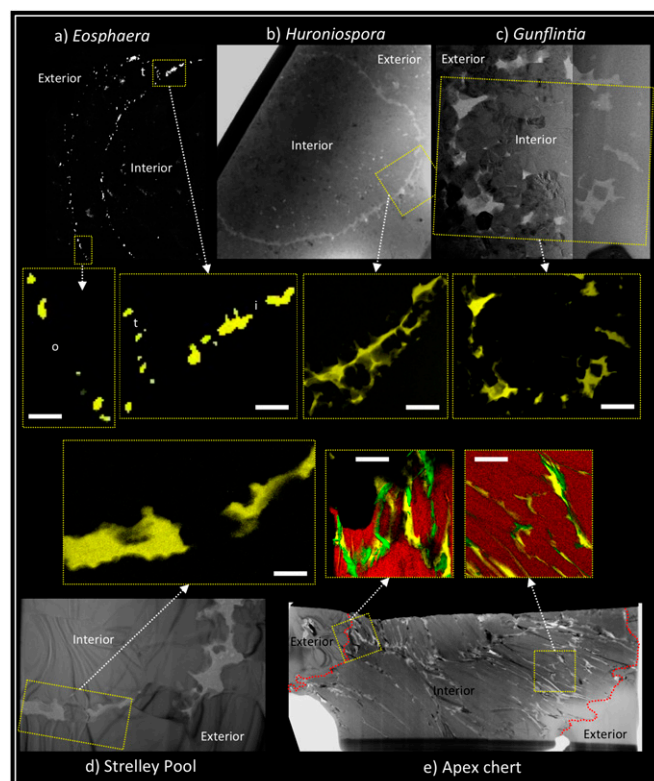 a) Eosphaera
b) Huroniospora
c) Gunflintia
Exterior
t
Interior
Exterior
Interior
Exterior
Interior
o
t
i
Interior
Exterior
d) Strelley Pool
Exterior
Interior
Exterior
e) Apex chert